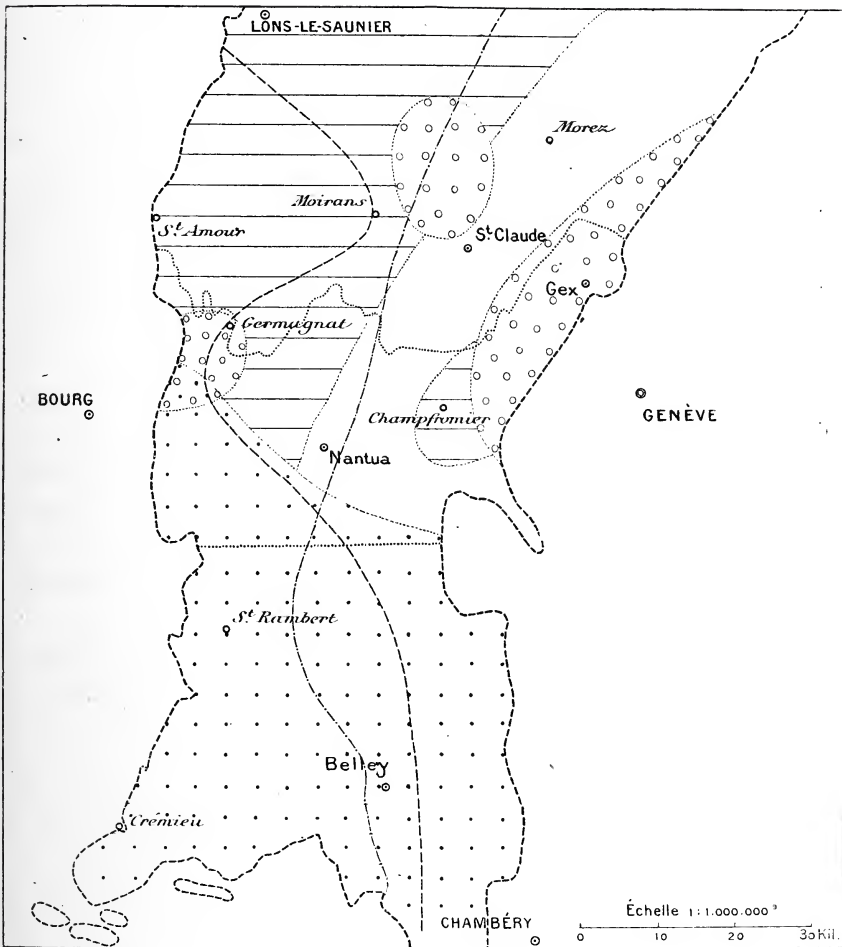 LONS-LE-SAUNIER
Morez
Moirans
St. Amour
St. Claude
Gex
Germagnat
BOURG
GENÈVE
Champfromier
Nantua
St. Rambert
Belley
Crémieu
CHAMBÉRY
Échelle 1:1.000.000e
0 10 20 30 Kil.